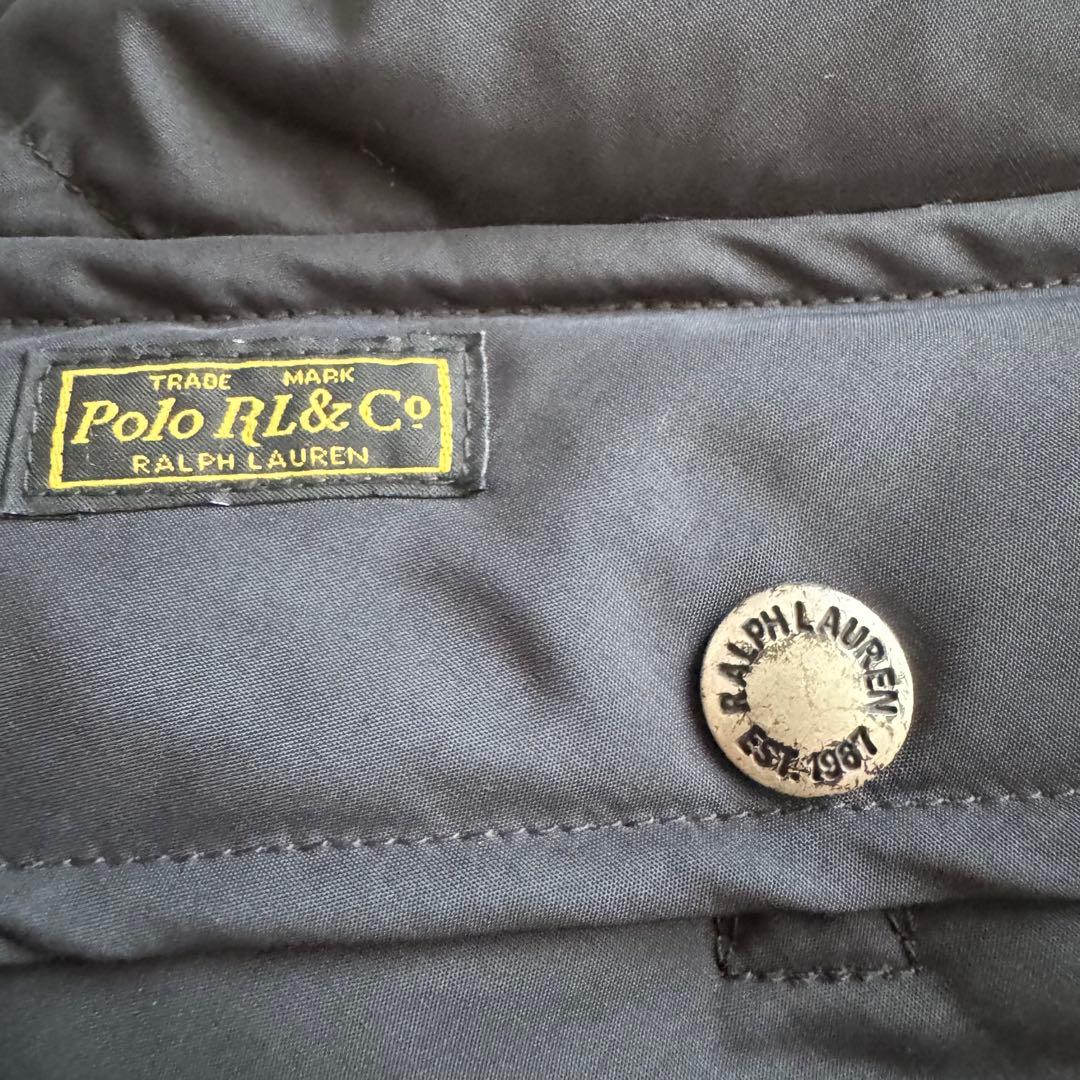 TRADE MARK
Polo RL & Cº
RALPH LAUREN
RALPH LAUREN
EST. 1967